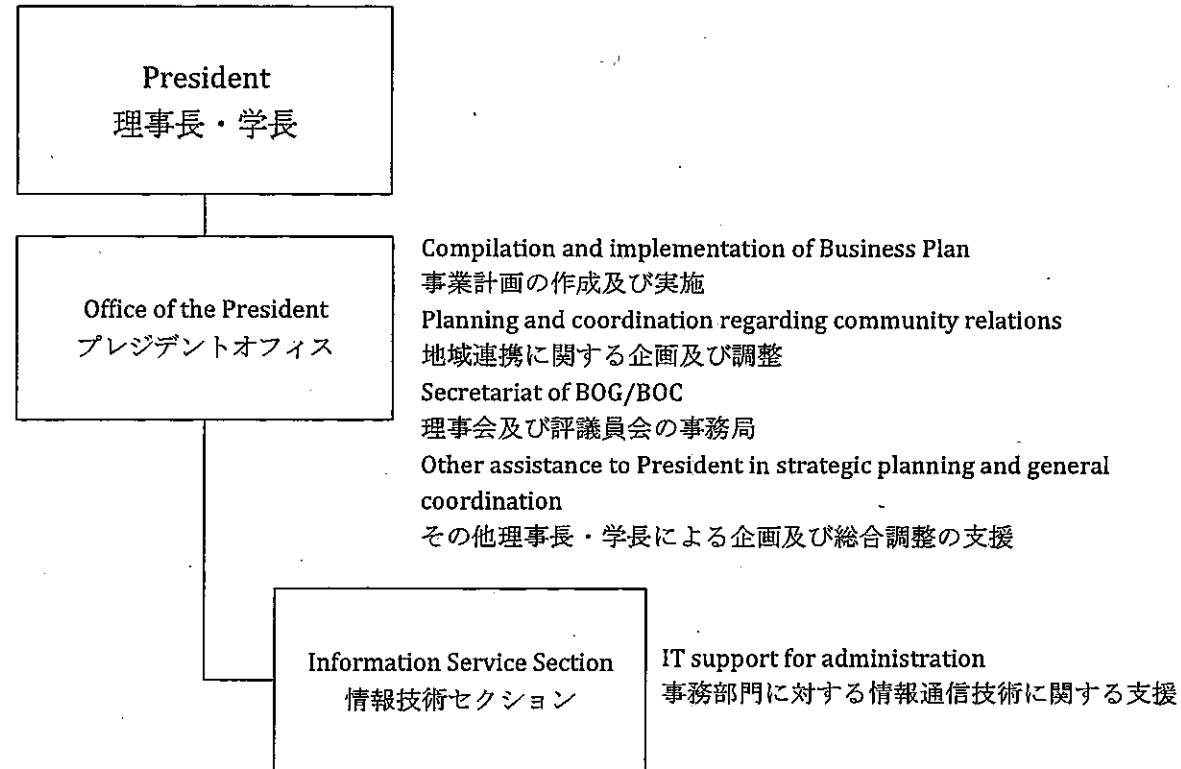 President
理事長・学長
Office of the President
プレジデントオフィス
Compilation and implementation of Business Plan
事業計画の作成及び実施
Planning and coordination regarding community relations
地域連携に関する企画及び調整
Secretariat of BOG/BOC
理事会及び評議員会の事務局
Other assistance to President in strategic planning and general
coordination
その他理事長・学長による企画及び総合調整の支援
Information Service Section
情報技術セクション
IT support for administration
事務部門に対する情報通信技術に関する支援